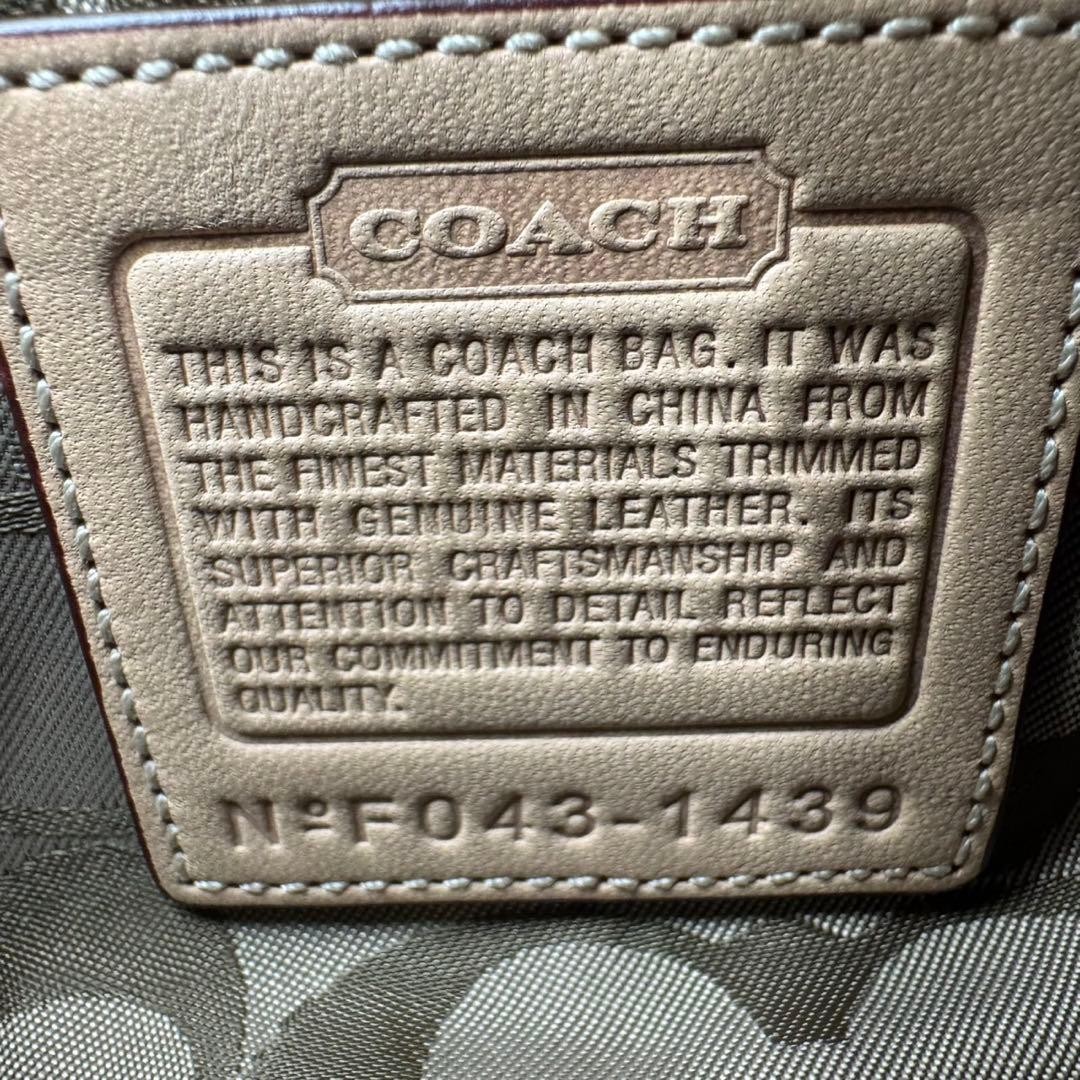 COACH
THIS IS A COACH BAG. IT WAS
HANDCRAFTED IN CHINA FROM
THE FINEST MATERIALS TRIMMED
WITH GENUINE LEATHER. ITS
SUPERIOR CRAFTSMANSHIP AND
ATTENTION TO DETAIL REFLECT
OUR COMMITMENT TO ENDURING
QUALITY.
NºF043-1439